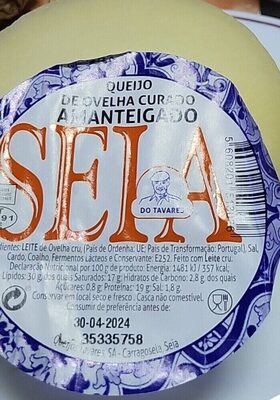 QUEIJO
DE OVELHA CURADO
AMANTEIGADO
SEIA
DO TAVARES
LEITE de Ovelha cru, (País de Ordenha: UE; País de Transformação: Portugal), Sal,
Cardo, Coalho, Fermentos Lácteos e Conservante: E252. Feito com Leite cru.
Declaração Nutricional por 100 g de produto: Energia: 1481 kJ / 357 kcal;
Lípidos: 30 g, dos quais Saturados: 17 g; Hidratos de Carbono: 2,8 g, dos quais
Açúcares: 0,8 g; Proteínas: 19 g; Sal: 1,8 g.
Conservar em local seco e fresco. Casca não comestível.
Consumir de preferência antes de:
30-04-2024
35335758
Tavares, SA - Carragosela, Seia